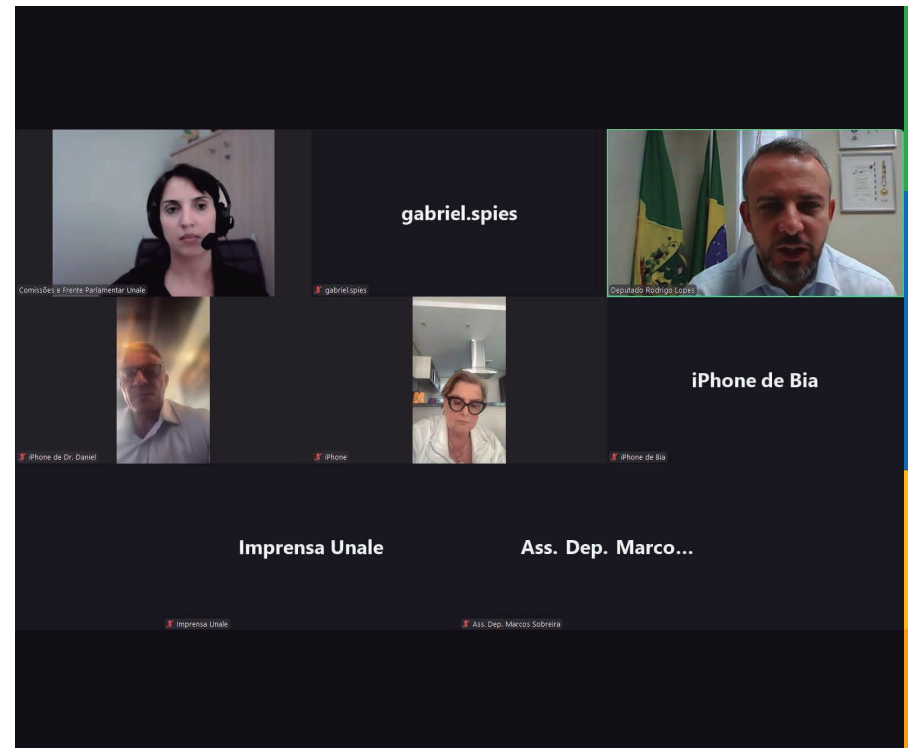 Comissões e Frente Parlamentar Unale
gabriel.spies
gabriel.spies
Deputado Rodrigo Lopes
iPhone de Dr. Daniel
iPhone
iPhone de Bia
iPhone de Bia
Imprensa Unale
Imprensa Unale
Ass. Dep. Marco...
Ass. Dep. Marcos Sobreira